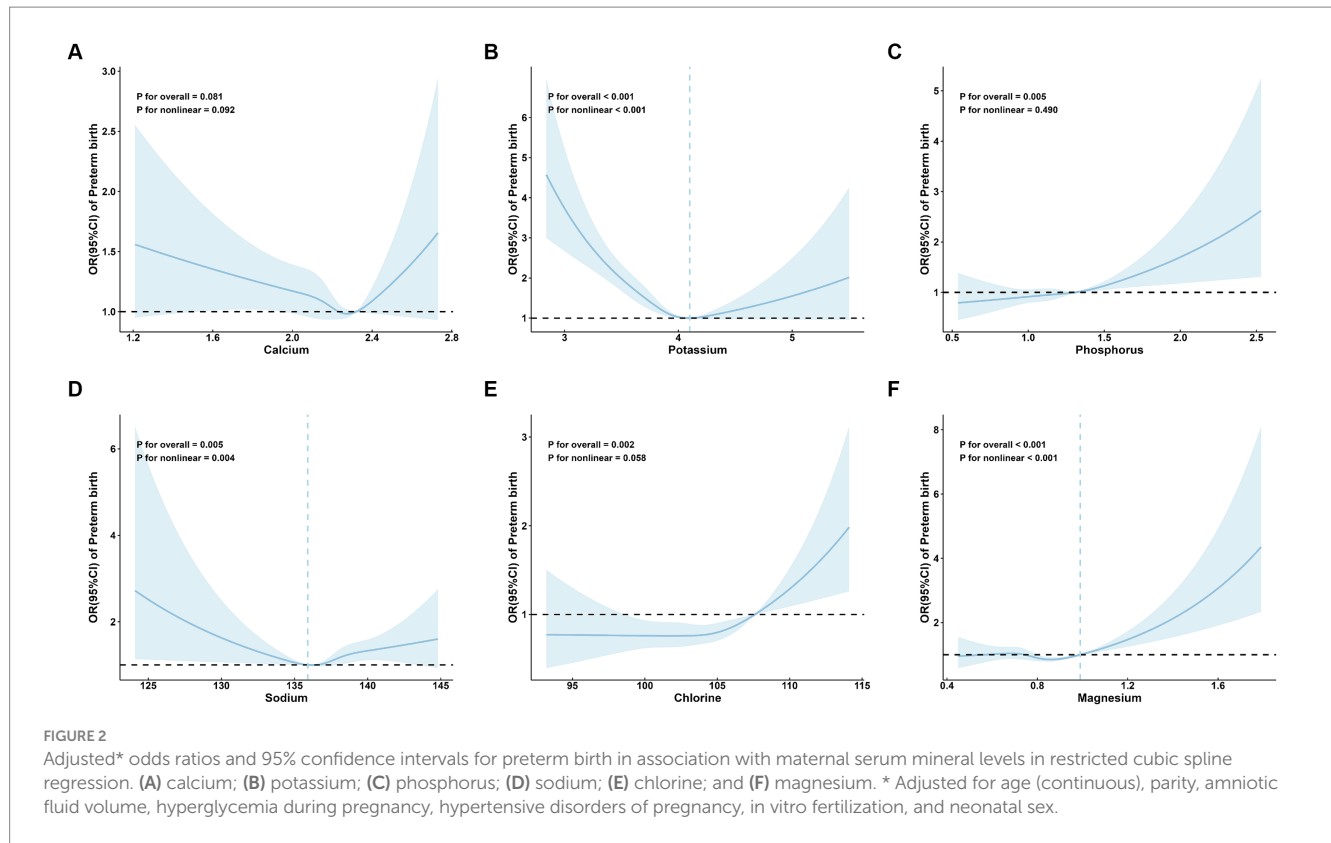 A
OR(95%CI) of Preterm birth
3.0
2.5
2.0
1.5
1.0
P for overall = 0.081
P for nonlinear = 0.092
1.2 1.6 2.0 2.4 2.8
Calcium
B
OR(95%CI) of Preterm birth
6
5
4
3
2
1
P for overall < 0.001
P for nonlinear < 0.001
3 4 5
Potassium
C
OR(95%CI) of Preterm birth
5
4
3
2
1
P for overall = 0.005
P for nonlinear = 0.490
0.5 1.0 1.5 2.0 2.5
Phosphorus
D
OR(95%CI) of Preterm birth
6
4
2
P for overall = 0.005
P for nonlinear = 0.004
125 130 135 140 145
Sodium
E
OR(95%CI) of Preterm birth
3
2
1
P for overall = 0.002
P for nonlinear = 0.058
95 100 105 110 115
Chlorine
F
OR(95%CI) of Preterm birth
8
6
4
2
P for overall < 0.001
P for nonlinear < 0.001
0.4 0.8 1.2 1.6
Magnesium
FIGURE 2
Adjusted* odds ratios and 95% confidence intervals for preterm birth in association with maternal serum mineral levels in restricted cubic spline
regression. (A) calcium; (B) potassium; (C) phosphorus; (D) sodium; (E) chlorine; and (F) magnesium. * Adjusted for age (continuous), parity, amniotic
fluid volume, hyperglycemia during pregnancy, hypertensive disorders of pregnancy, in vitro fertilization, and neonatal sex.